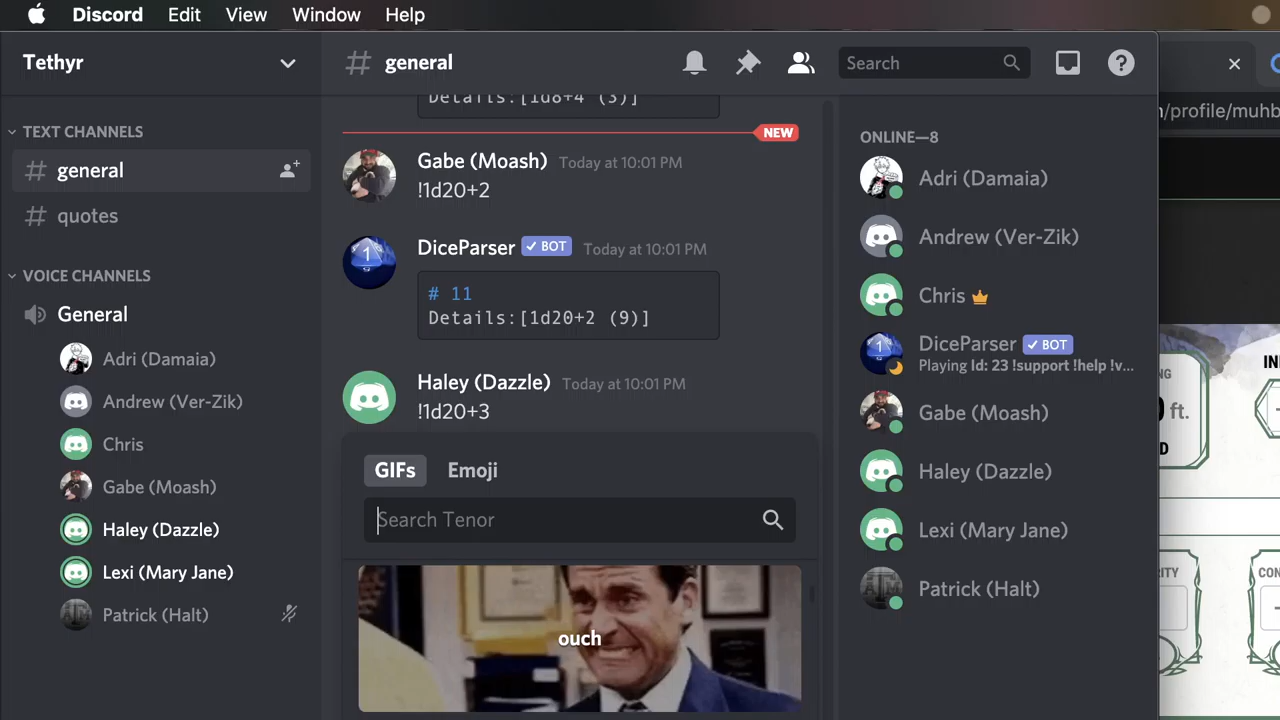 Discord Edit View Window Help
Tethyr
TEXT CHANNELS
# general
# quotes
VOICE CHANNELS
General
Adri (Damaia)
Andrew (Ver-Zik)
Chris
Gabe (Moash)
Haley (Dazzle)
Lexi (Mary Jane)
Patrick (Halt)
# general
Search
Details:[1d8+4 (3)]
NEW
Gabe (Moash) Today at 10:01 PM
!1d20+2
DiceParser ✓ BOT Today at 10:01 PM
# 11
Details:[1d20+2 (9)]
Haley (Dazzle) Today at 10:01 PM
!1d20+3
GIFs Emoji
Search Tenor
ouch
ONLINE—8
Adri (Damaia)
Andrew (Ver-Zik)
Chris
DiceParser ✓ BOT
Playing Id: 23 !support !help !v...
Gabe (Moash)
Haley (Dazzle)
Lexi (Mary Jane)
Patrick (Halt)
/profile/muhb
ft.